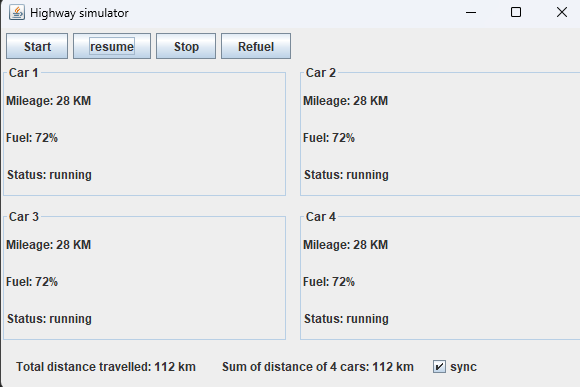 Highway simulator
Start resume Stop Refuel
Car 1
Mileage: 28 KM
Fuel: 72%
Status: running
Car 2
Mileage: 28 KM
Fuel: 72%
Status: running
Car 3
Mileage: 28 KM
Fuel: 72%
Status: running
Car 4
Mileage: 28 KM
Fuel: 72%
Status: running
Total distance travelled: 112 km Sum of distance of 4 cars: 112 km sync